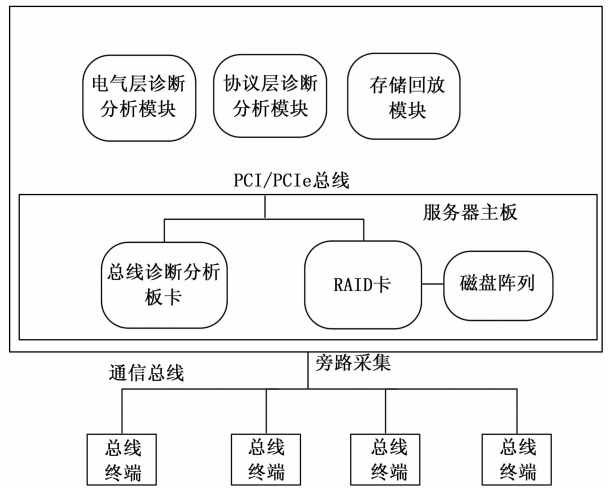 电气层诊断
分析模块
协议层诊断
分析模块
存储回放
模块
PCI/PCIe总线
服务器主板
总线诊断分析
板卡
RAID卡
磁盘阵列
旁路采集
通信总线
总线
终端
总线
终端
总线
终端
总线
终端